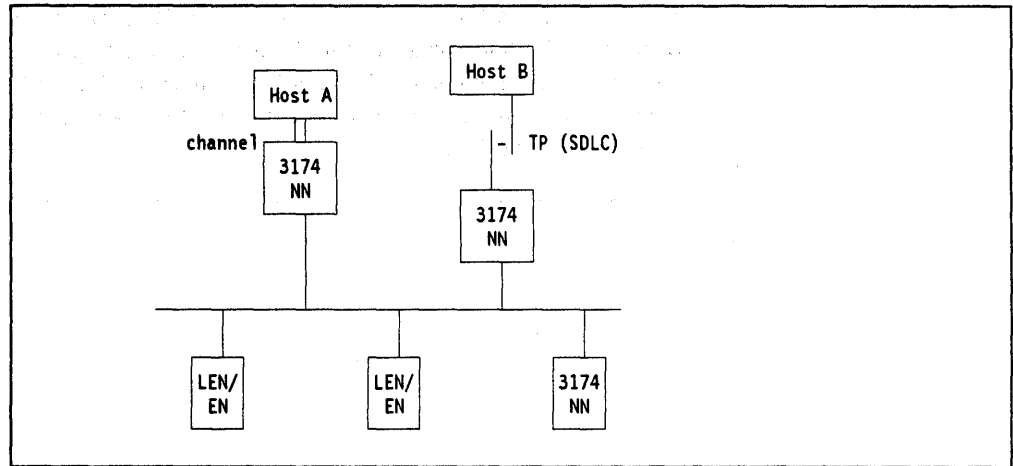 Host B
Host A
channel
- TP (SDLC)
3174
NN
3174
NN
LEN/
EN
LEN/
EN
3174
NN